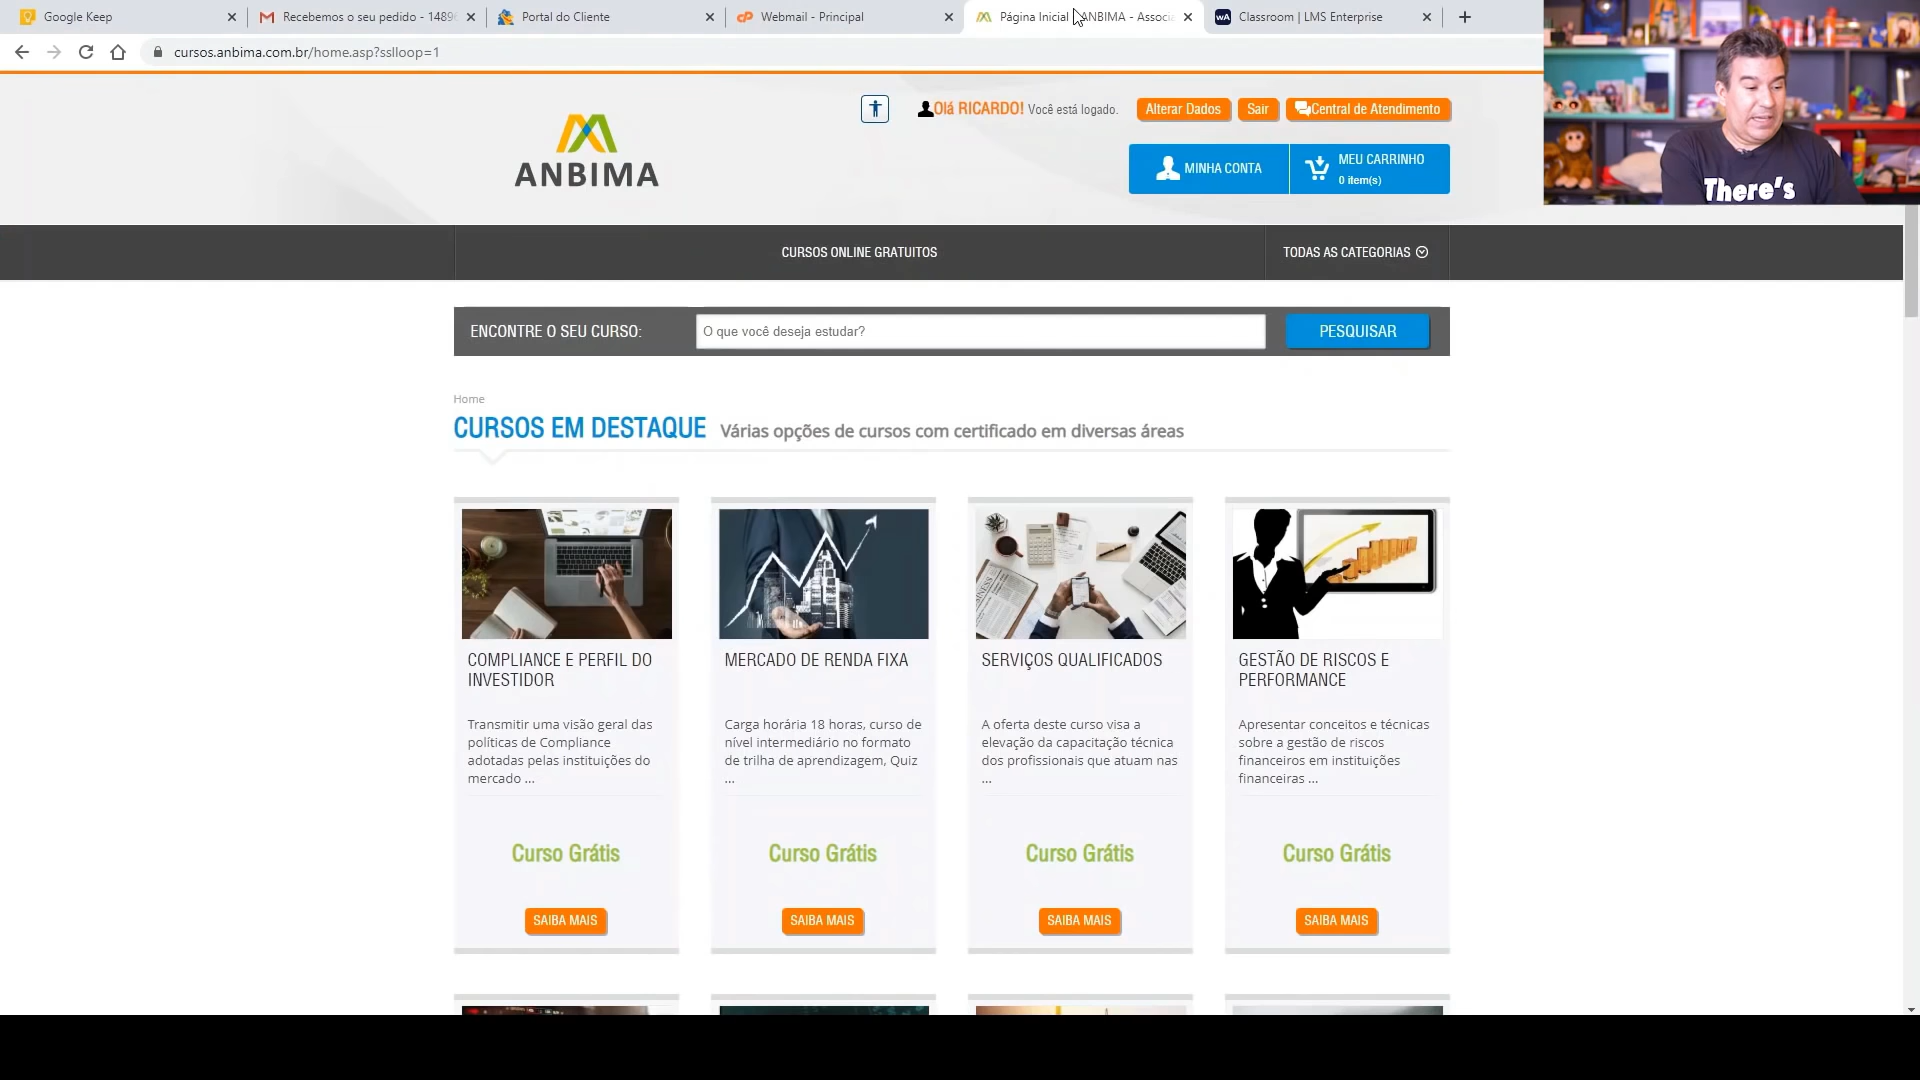 Google Keep
Recebemos o seu pedido - 1489
Portal do Cliente
Webmail - Principal
Página Inicial ANBIMA - Associ
wA Classroom | LMS Enterprise
cursos.anbima.com.br/home.asp?sslloop=1
There's
ANBIMA
Olá RICARDO! Você está logado.
Alterar Dados
Sair
Central de Atendimento
MINHA CONTA
MEU CARRINHO
0 item(s)
CURSOS ONLINE GRATUITOS
TODAS AS CATEGORIAS
ENCONTRE O SEU CURSO:
O que você deseja estudar?
PESQUISAR
Home
CURSOS EM DESTAQUE Várias opções de cursos com certificado em diversas áreas
COMPLIANCE E PERFIL DO
INVESTIDOR
Transmitir uma visão geral das
políticas de Compliance
adotadas pelas instituições do
mercado ...
Curso Grátis
SAIBA MAIS
MERCADO DE RENDA FIXA
Carga horária 18 horas, curso de
nível intermediário no formato
de trilha de aprendizagem, Quiz
...
Curso Grátis
SAIBA MAIS
SERVIÇOS QUALIFICADOS
A oferta deste curso visa a
elevação da capacitação técnica
dos profissionais que atuam nas
...
Curso Grátis
SAIBA MAIS
GESTÃO DE RISCOS E
PERFORMANCE
Apresentar conceitos e técnicas
sobre a gestão de riscos
financeiros em instituições
financeiras ...
Curso Grátis
SAIBA MAIS